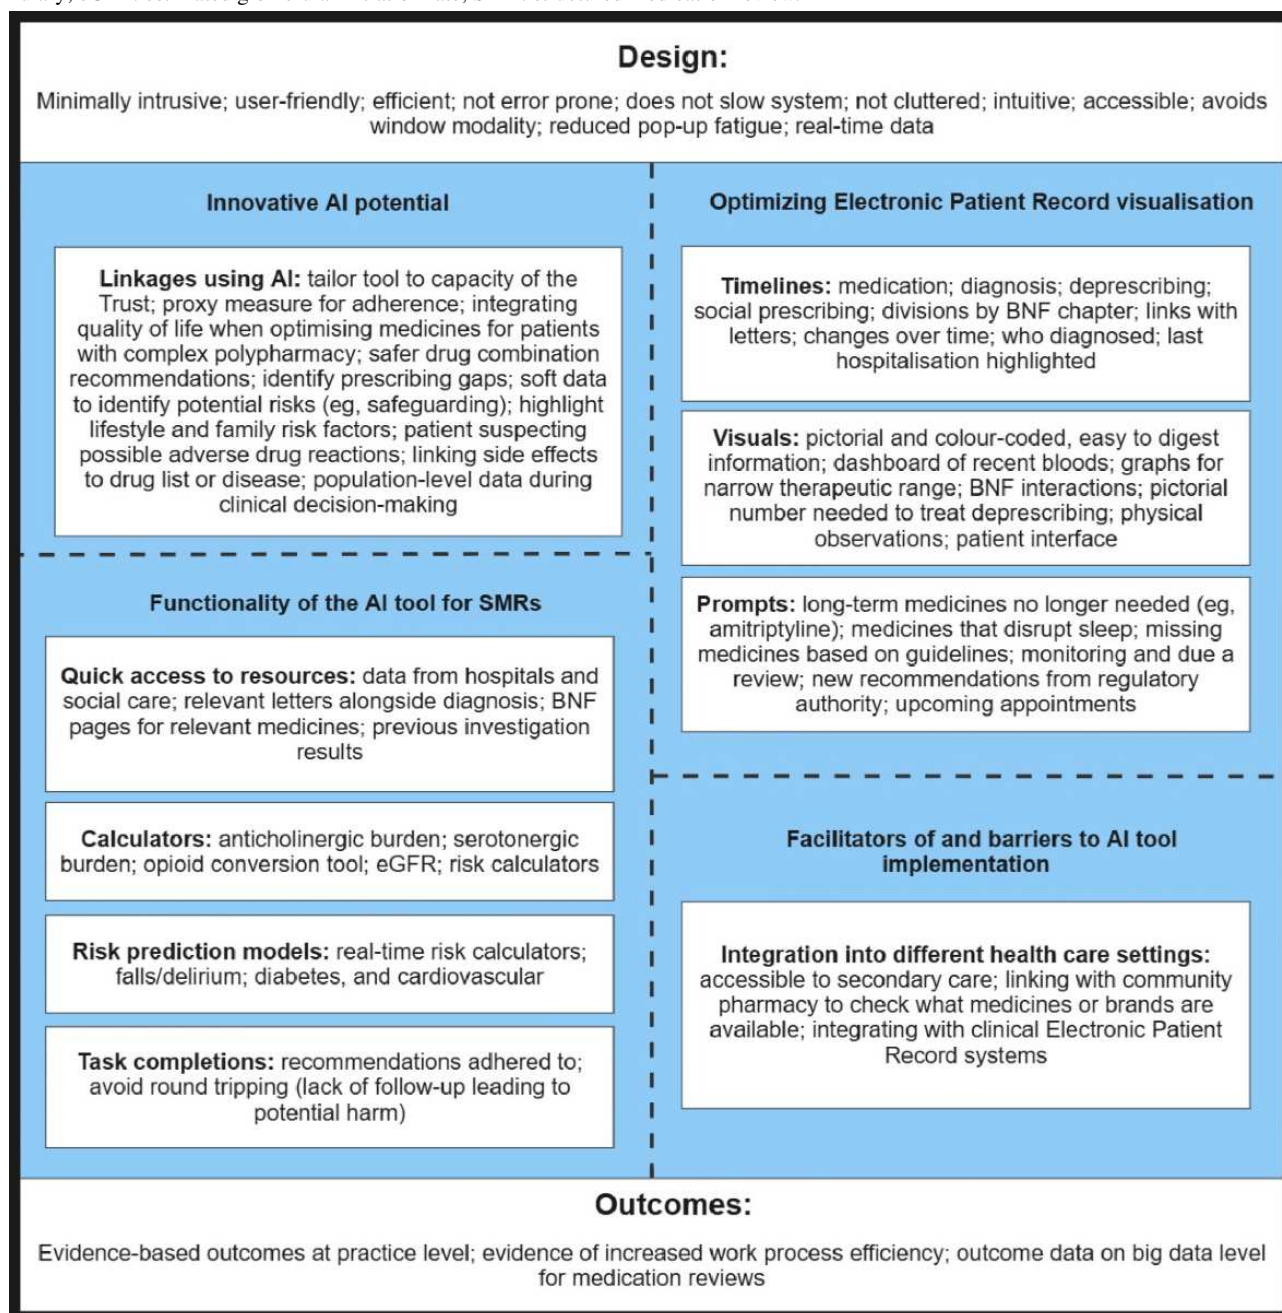 Design:
Minimally intrusive; user-friendly; efficient; not error prone; does not slow system; not cluttered; intuitive; accessible; avoids
window modality; reduced pop-up fatigue; real-time data
Innovative AI potential
Linkages using AI: tailor tool to capacity of the
Trust; proxy measure for adherence; integrating
quality of life when optimising medicines for patients
with complex polypharmacy; safer drug combination
recommendations; identify prescribing gaps; soft data
to identify potential risks (eg, safeguarding); highlight
lifestyle and family risk factors; patient suspecting
possible adverse drug reactions; linking side effects
to drug list or disease; population-level data during
clinical decision-making
Functionality of the AI tool for SMRs
Quick access to resources: data from hospitals and
social care; relevant letters alongside diagnosis; BNF
pages for relevant medicines; previous investigation
results
Calculators: anticholinergic burden; serotonergic
burden; opioid conversion tool; eGFR; risk calculators
Risk prediction models: real-time risk calculators;
falls/delirium; diabetes, and cardiovascular
Task completions: recommendations adhered to;
avoid round tripping (lack of follow-up leading to
potential harm)
Optimizing Electronic Patient Record visualisation
Timelines: medication; diagnosis; deprescribing;
social prescribing; divisions by BNF chapter; links with
letters; changes over time; who diagnosed; last
hospitalisation highlighted
Visuals: pictorial and colour-coded, easy to digest
information; dashboard of recent bloods; graphs for
narrow therapeutic range; BNF interactions; pictorial
number needed to treat deprescribing; physical
observations; patient interface
Prompts: long-term medicines no longer needed (eg,
amitriptyline); medicines that disrupt sleep; missing
medicines based on guidelines; monitoring and due a
review; new recommendations from regulatory
authority; upcoming appointments
Facilitators of and barriers to AI tool
implementation
Integration into different health care settings:
accessible to secondary care; linking with community
pharmacy to check what medicines or brands are
available; integrating with clinical Electronic Patient
Record systems
Outcomes:
Evidence-based outcomes at practice level; evidence of increased work process efficiency; outcome data on big data level
for medication reviews